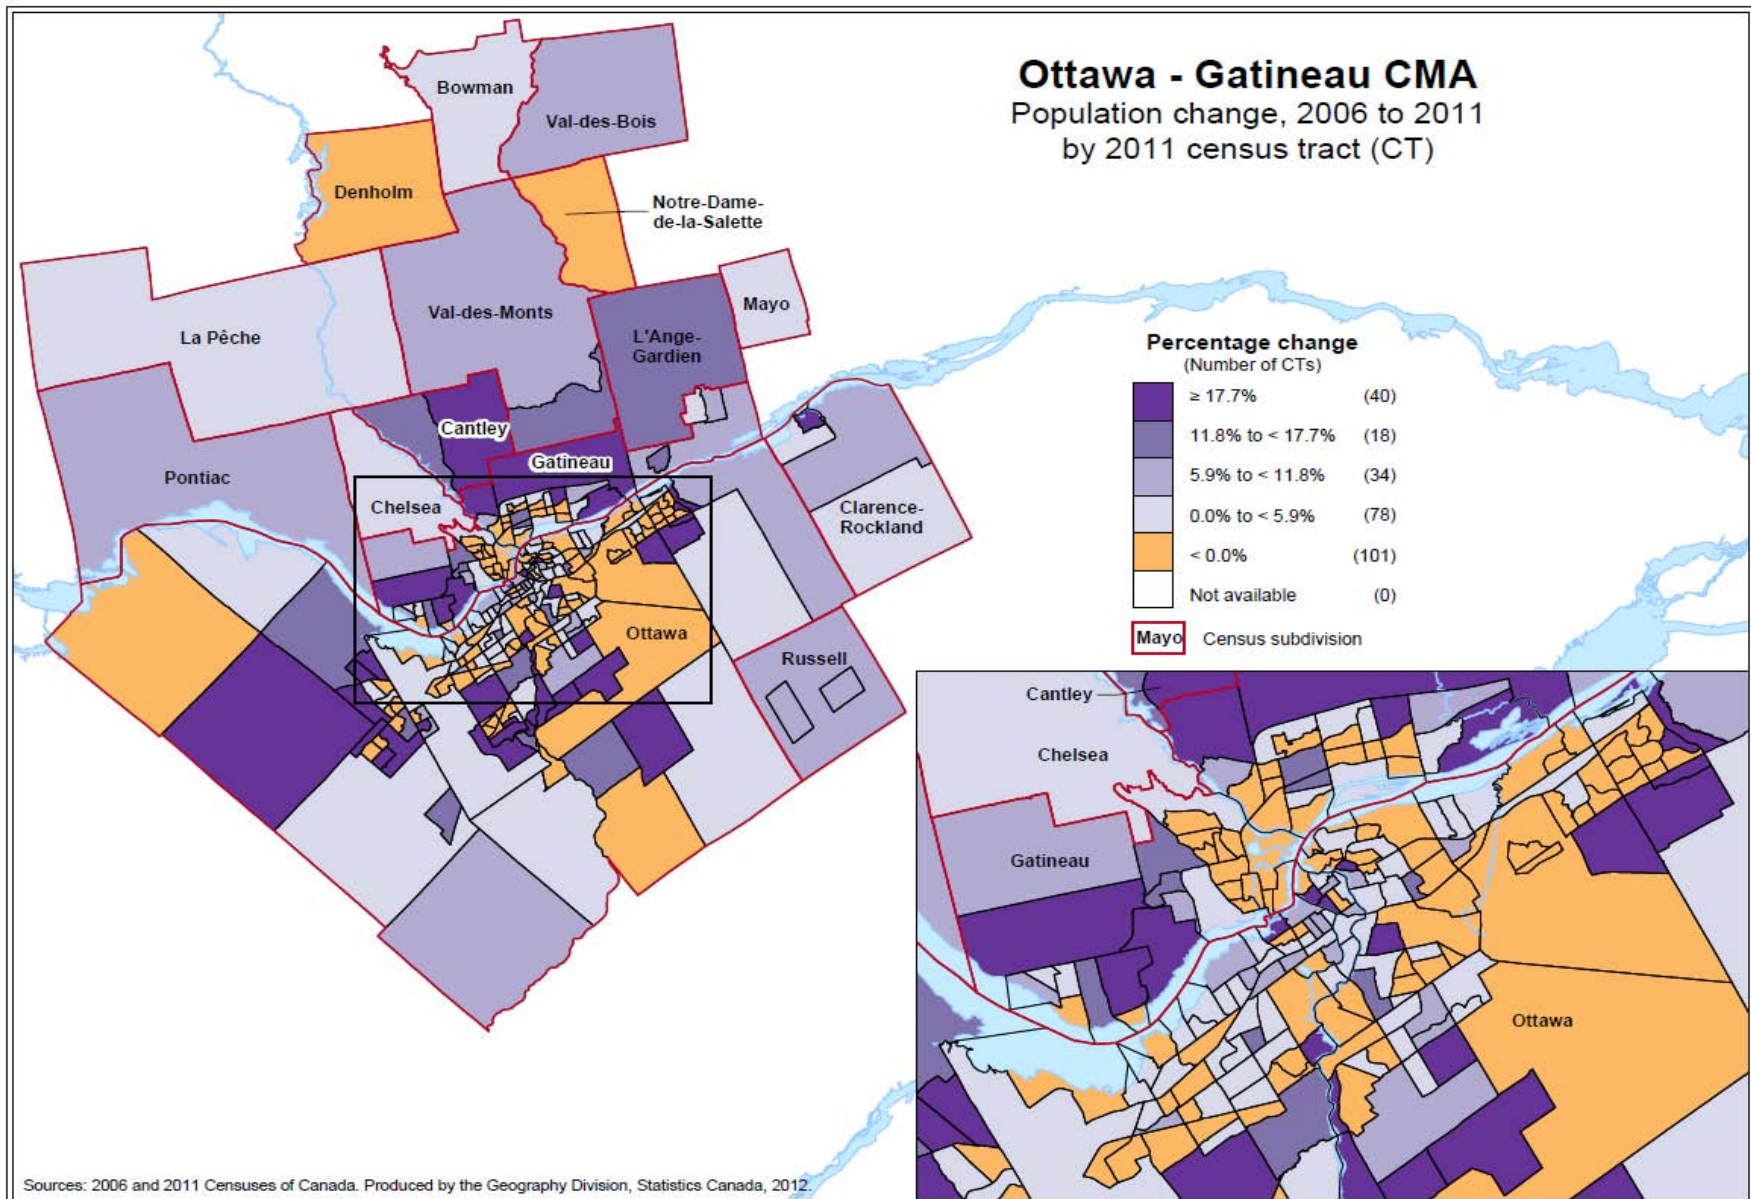 Ottawa - Gatineau CMA
Population change, 2006 to 2011
by 2011 census tract (CT)
Bowman
Val-des-Bois
Denholm
Notre-Dame-
de-la-Salette
Mayo
La Pêche
Val-des-Monts
L'Ange-
Gardien
Cantley
Gatineau
Pontiac
Chelsea
Clarence-
Rockland
Ottawa
Russell
Percentage change
(Number of CTs)
≥ 17.7% (40)
11.8% to < 17.7% (18)
5.9% to < 11.8% (34)
0.0% to < 5.9% (78)
< 0.0% (101)
Not available (0)
Mayo Census subdivision
Cantley
Chelsea
Gatineau
Ottawa
Sources: 2006 and 2011 Censuses of Canada. Produced by the Geography Division, Statistics Canada, 2012.